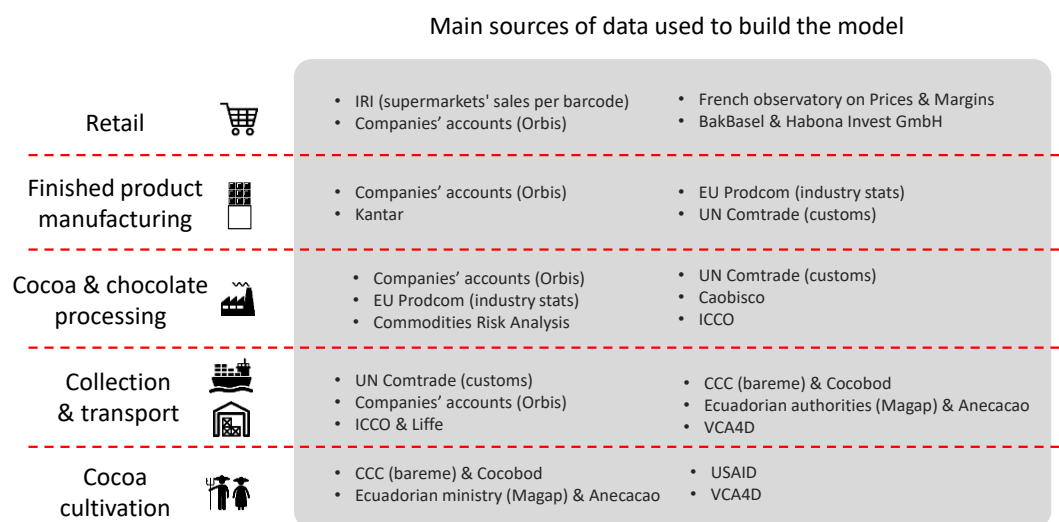 Main sources of data used to build the model
Retail
• IRI (supermarkets' sales per barcode)
• Companies’ accounts (Orbis)
• French observatory on Prices & Margins
• BakBasel & Habona Invest GmbH
Finished product
manufacturing
• Companies’ accounts (Orbis)
• Kantar
• EU Prodcom (industry stats)
• UN Comtrade (customs)
Cocoa & chocolate
processing
• Companies’ accounts (Orbis)
• EU Prodcom (industry stats)
• Commodities Risk Analysis
• UN Comtrade (customs)
• Caobisco
• ICCO
Collection
& transport
• UN Comtrade (customs)
• Companies’ accounts (Orbis)
• ICCO & Liffe
• CCC (bareme) & Cocobod
• Ecuadorian authorities (Magap) & Anecacao
• VCA4D
Cocoa
cultivation
• CCC (bareme) & Cocobod
• Ecuadorian ministry (Magap) & Anecacao
• USAID
• VCA4D